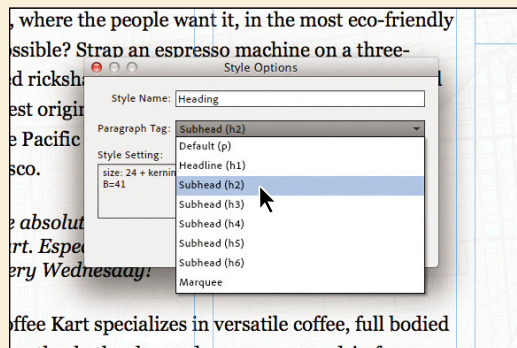 , where the people want it, in the most eco-friendly
ossible? Strap an espresso machine on a three-
Style Options
ed ricksha
Style Name: Heading
est origin
Paragraph Tag: Subhead (h2)
e Pacific
Default (p)
Style Setting:
sco.
Headline (h1)
size: 24 + kernin
Subhead (h2)
B=41
Subhead (h3)
e absolut
Subhead (h4)
art. Espec
Subhead (h5)
ery Wednesday!
Subhead (h6)
Marquee
offee Kart specializes in versatile coffee, full bodied